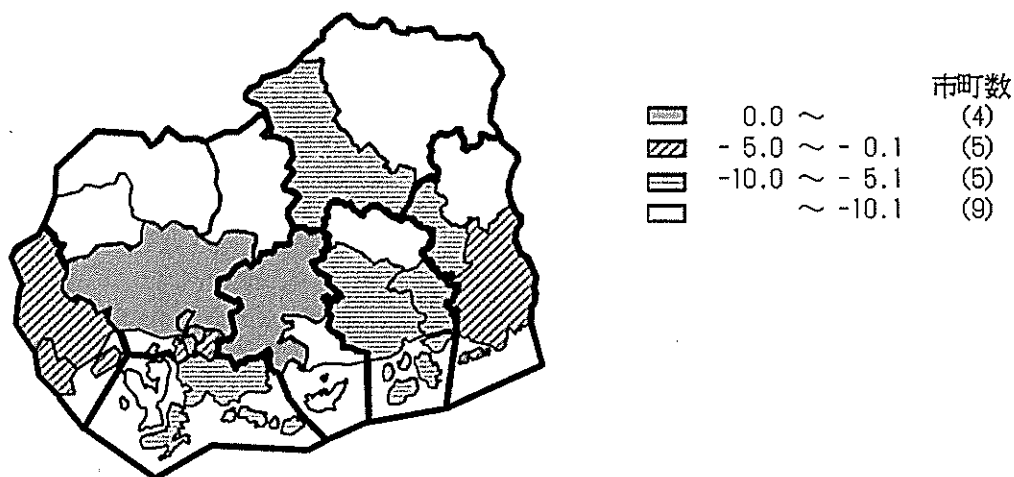 市町数
0.0 ～ (4)
- 5.0 ～ - 0.1 (5)
-10.0 ～ - 5.1 (5)
～ -10.1 (9)